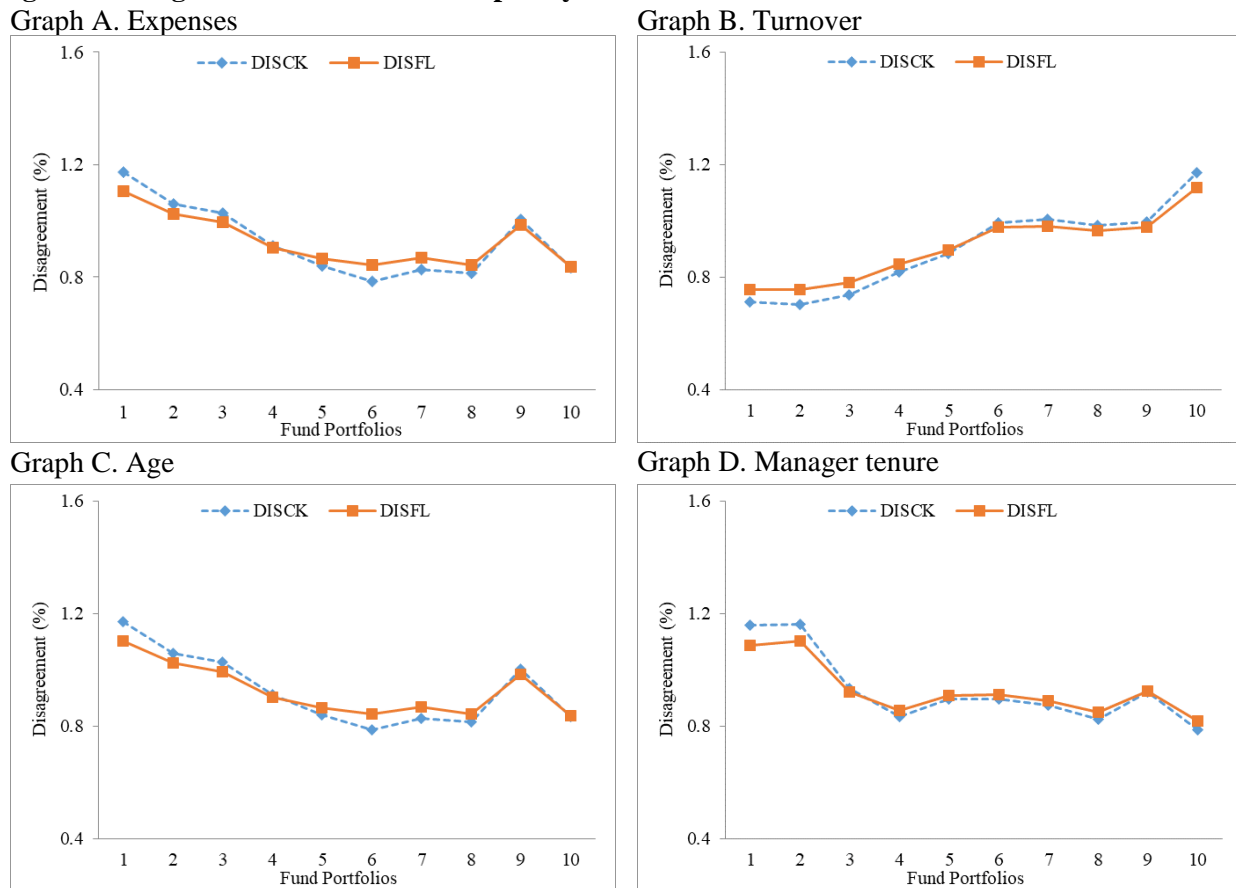 Graph A. Expenses
DISCK DISFL
1.6
1.2
0.8
0.4
Disagreement (%)
1 2 3 4 5 6 7 8 9 10
Fund Portfolios
Graph B. Turnover
DISCK DISFL
1.6
1.2
0.8
0.4
Disagreement (%)
1 2 3 4 5 6 7 8 9 10
Fund Portfolios
Graph C. Age
DISCK DISFL
1.6
1.2
0.8
0.4
Disagreement (%)
1 2 3 4 5 6 7 8 9 10
Fund Portfolios
Graph D. Manager tenure
DISCK DISFL
1.6
1.2
0.8
0.4
Disagreement (%)
1 2 3 4 5 6 7 8 9 10
Fund Portfolios